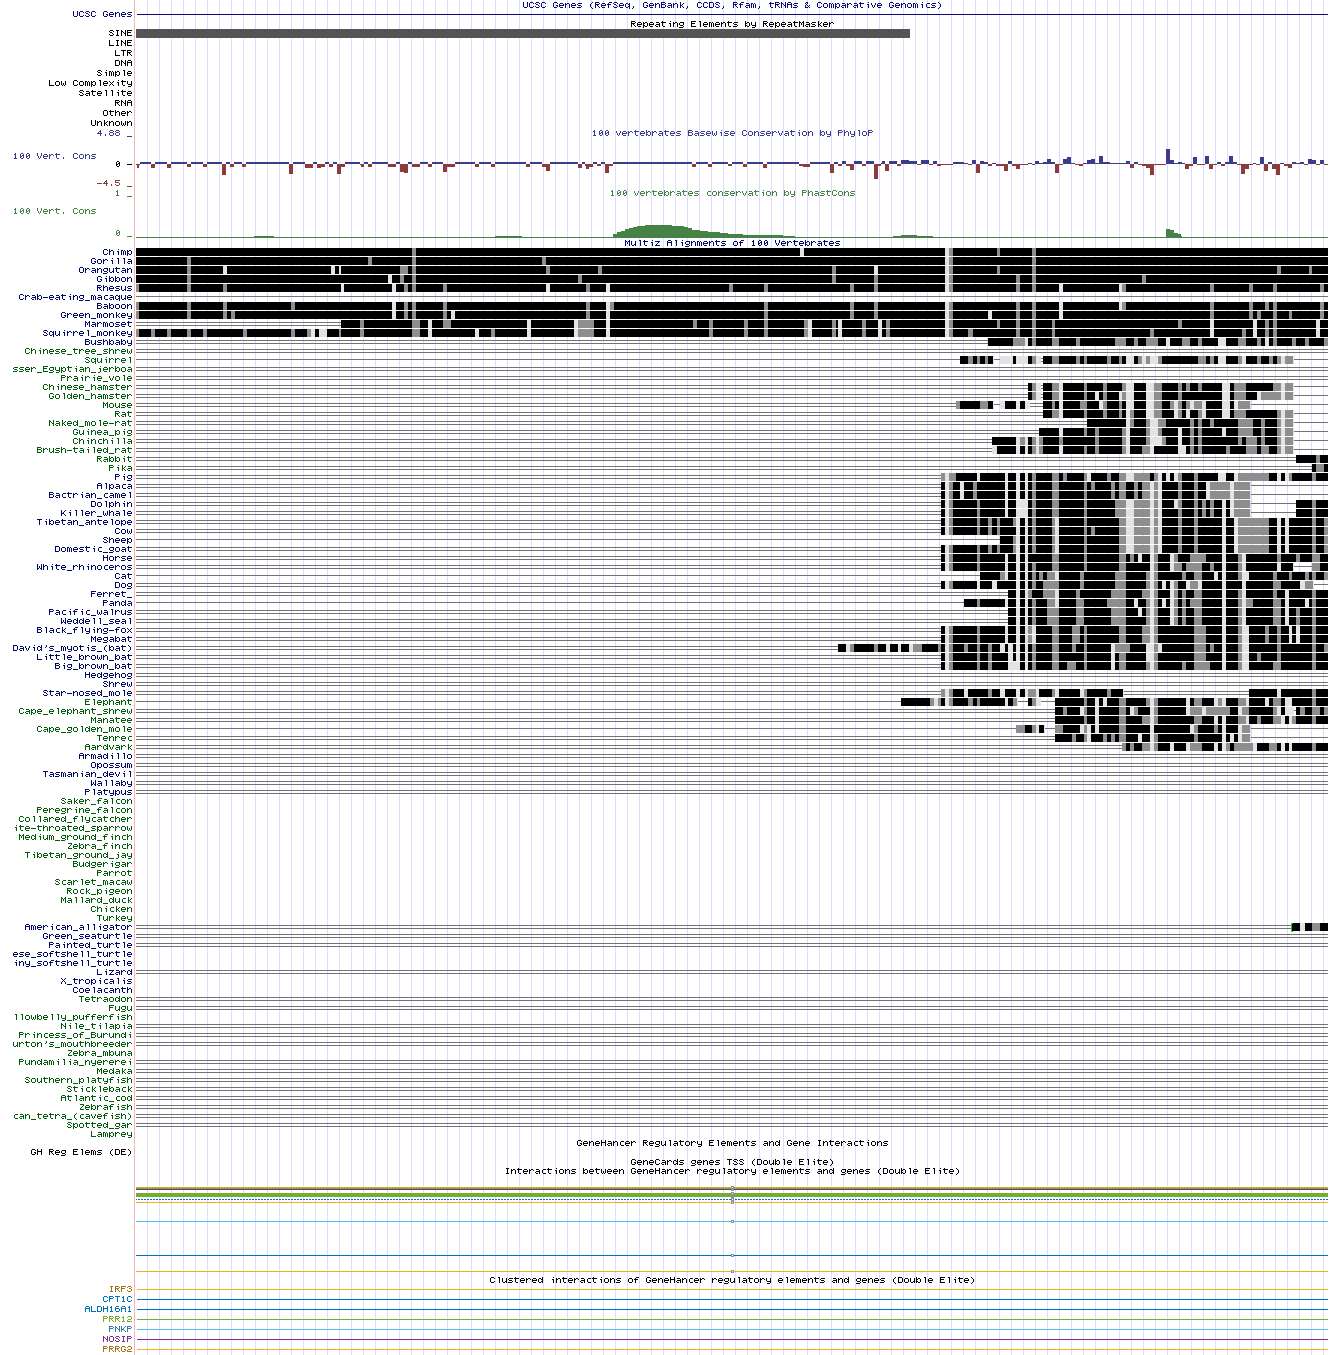 UCSC Genes (RefSeq, GenBank, CCDS, Rfam, tRNAs & Comparative Genomics)
UCSC Genes
Repeating Elements by RepeatMasker
SINE
LINE
LTR
DNA
Simple
Low Complexity
Satellite
RNA
Other
Unknown
100 vertebrates Basewise Conservation by PhyloP
4.88 _
100 Vert. Cons
0 -
-4.5 _
100 vertebrates conservation by PhastCons
1 _
100 Vert. Cons
0 _
Multiz Alignments of 100 Vertebrates
Chimp
Gorilla
Orangutan
Gibbon
Rhesus
Crab-eating_macaque
Baboon
Green_monkey
Marmoset
Squirrel_monkey
Bushbaby
Chinese_tree_shrew
Squirrel
sser_Egyptian_jerboa
Prairie_vole
Chinese_hamster
Golden_hamster
Mouse
Rat
Naked_mole-rat
Guinea_pig
Chinchilla
Brush-tailed_rat
Rabbit
Pika
Pig
Alpaca
Bactrian_camel
Dolphin
Killer_whale
Tibetan_antelope
Cow
Sheep
Domestic_goat
Horse
White_rhinoceros
Cat
Dog
Ferret_
Panda
Pacific_walrus
Weddell_seal
Black_flying-fox
Megabat
David's_myotis_(bat)
Little_brown_bat
Big_brown_bat
Hedgehog
Shrew
Star-nosed_mole
Elephant
Cape_elephant_shrew
Manatee
Cape_golden_mole
Tenrec
Aardvark
Armadillo
Opossum
Tasmanian_devil
Wallaby
Platypus
Saker_falcon
Peregrine_falcon
Collared_flycatcher
ite-throated_sparrow
Medium_ground_finch
Zebra_finch
Tibetan_ground_jay
Budgerigar
Parrot
Scarlet_macaw
Rock_pigeon
Mallard_duck
Chicken
Turkey
American_alligator
Green_seaturtle
Painted_turtle
ese_softshell_turtle
iny_softshell_turtle
Lizard
X_tropicalis
Coelacanth
Tetraodon
Fugu
llowbelly_pufferfish
Nile_tilapia
Princess_of_Burundi
urton's_mouthbreeder
Zebra_mbuna
Pundamilia_nyererei
Medaka
Southern_platyfish
Stickleback
Atlantic_cod
Zebrafish
can_tetra_(cavefish)
Spotted_gar
Lamprey
GeneHancer Regulatory Elements and Gene Interactions
GH Reg Elems (DE)
GeneCards genes TSS (Double Elite)
Interactions between GeneHancer regulatory elements and genes (Double Elite)
Clustered interactions of GeneHancer regulatory elements and genes (Double Elite)
IRF3
CPT1C
ALDH16A1
PRR12
PNKP
NOSIP
PRRG2